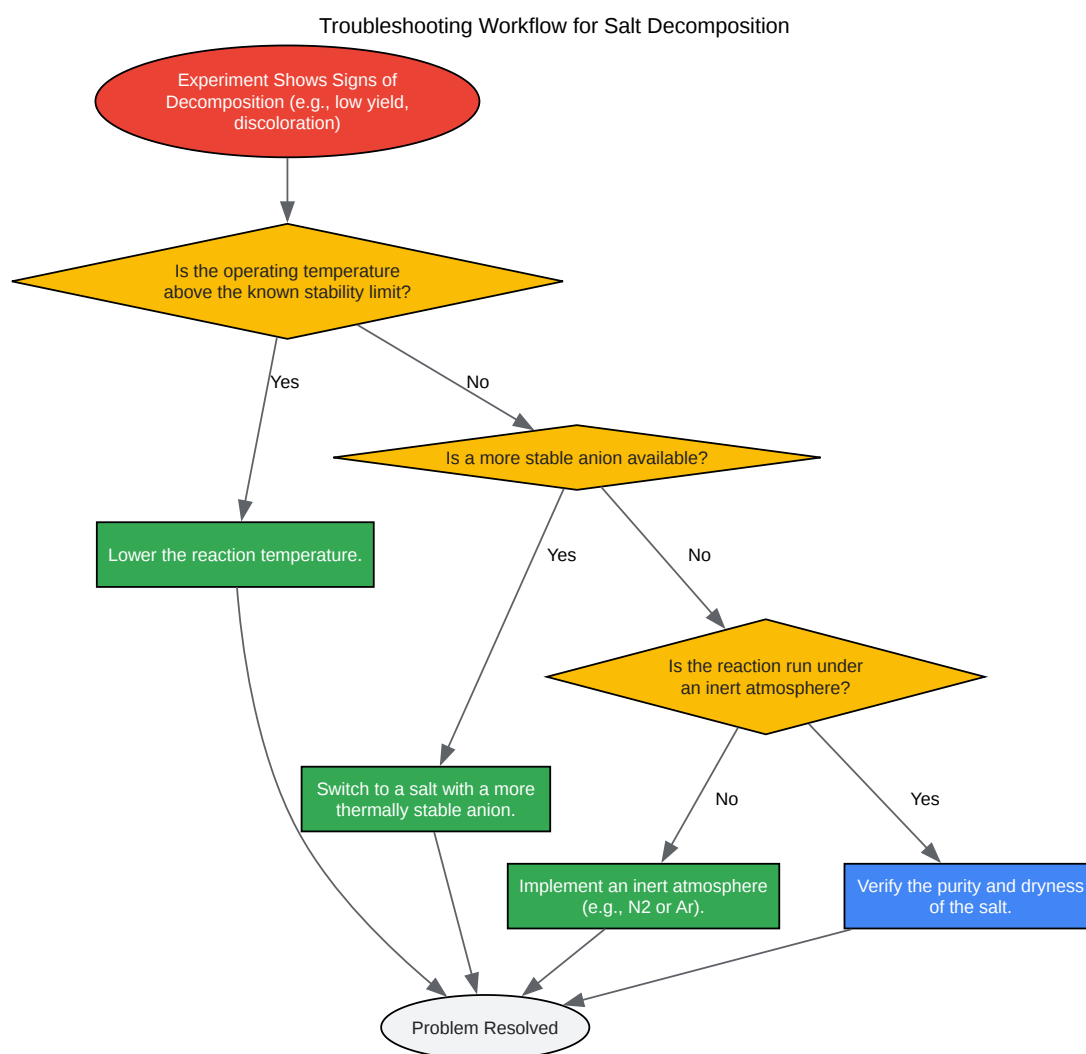 Troubleshooting Workflow for Salt Decomposition
Experiment Shows Signs of
Decomposition (e.g., low yield,
discoloration)
Is the operating temperature
above the known stability limit?
Yes
No
Is a more stable anion available?
Lower the reaction temperature.
Yes
No
Is the reaction run under
an inert atmosphere?
Switch to a salt with a more
thermally stable anion.
No
Yes
Implement an inert atmosphere
(e.g., N2 or Ar).
Verify the purity and dryness
of the salt.
Problem Resolved